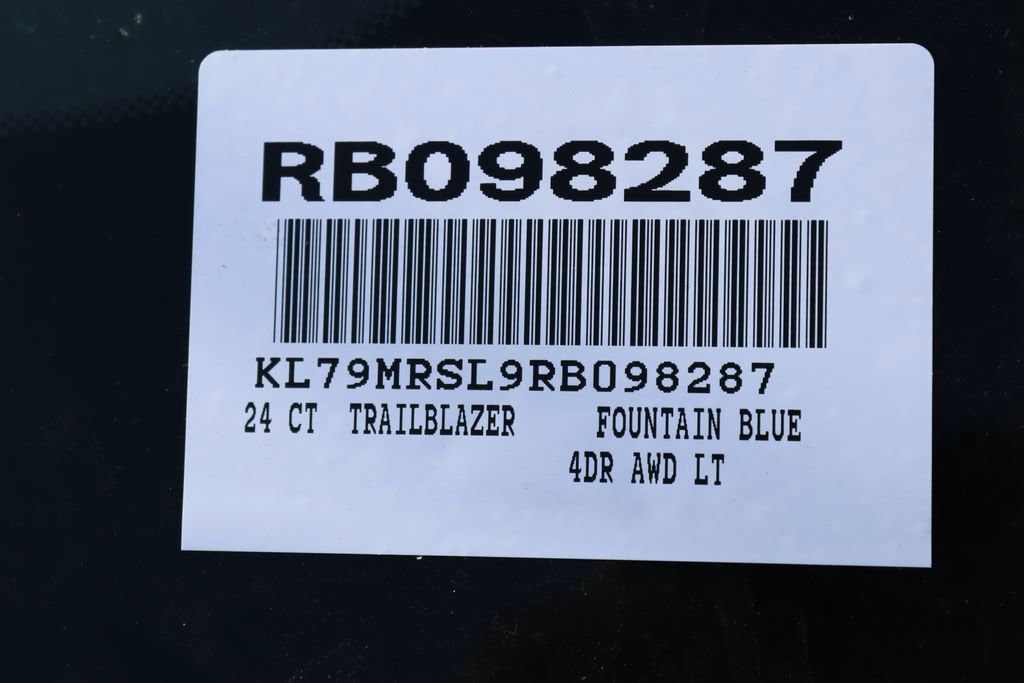 RB098287
KL79MRSL9RB098287
24 CT TRAILBLAZER FOUNTAIN BLUE
4DR AWD LT